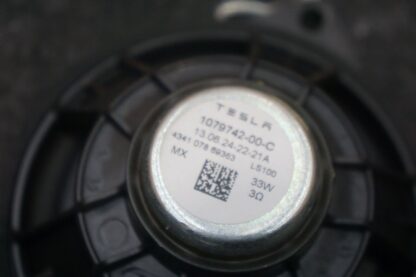 TESLA
1079742-00-C
13.06.24-22-21A
4341 078 69363 LS100
MX
33W
3Ω